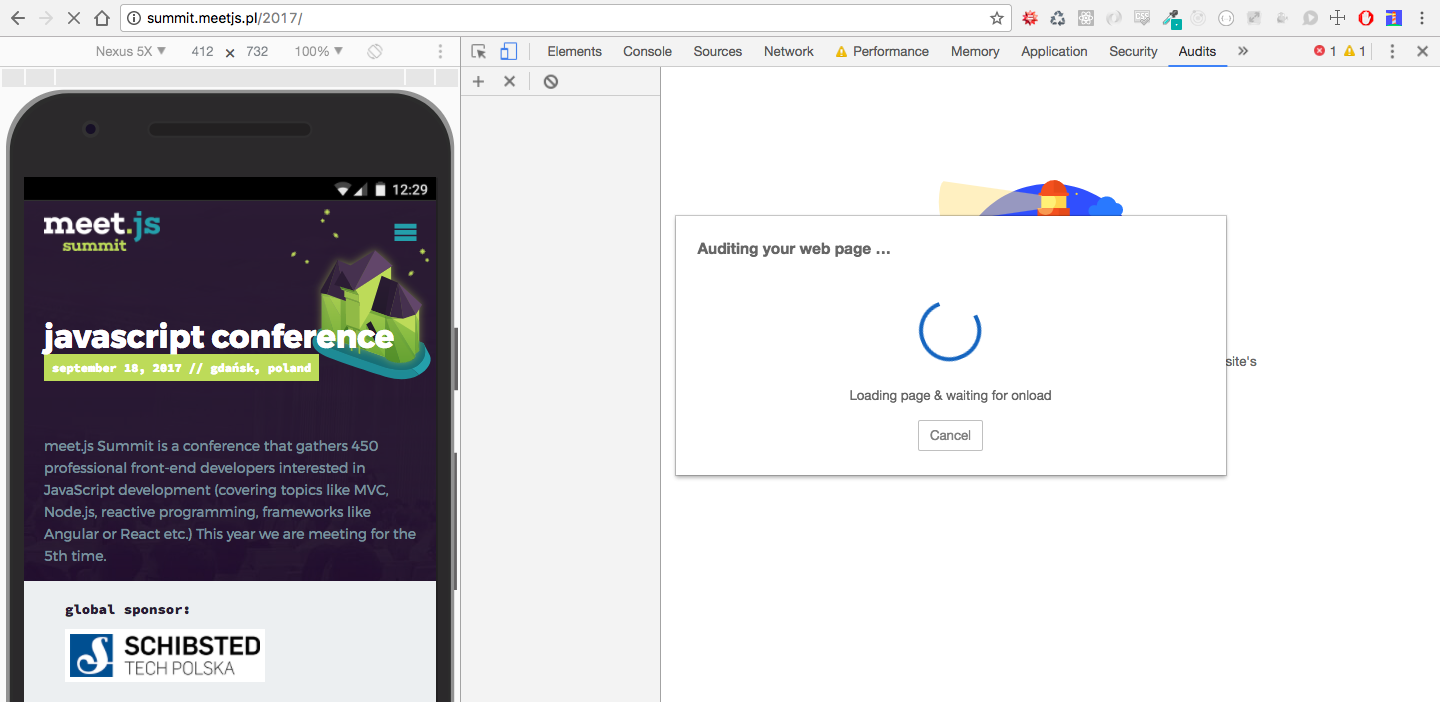 summit.meetjs.pl/2017/
Nexus 5X ▼ 412 × 732 100% ▼
Elements Console Sources Network Performance Memory Application Security Audits » 1 1
12:29
meet.js
summit
javascript conference
september 18, 2017 // gdańsk, poland
meet.js Summit is a conference that gathers 450
professional front-end developers interested in
JavaScript development (covering topics like MVC,
Node.js, reactive programming, frameworks like
Angular or React etc.) This year we are meeting for the
5th time.
global sponsor:
SCHIBSTED
TECH POLSKA
Auditing your web page …
Loading page & waiting for onload
Cancel
site's